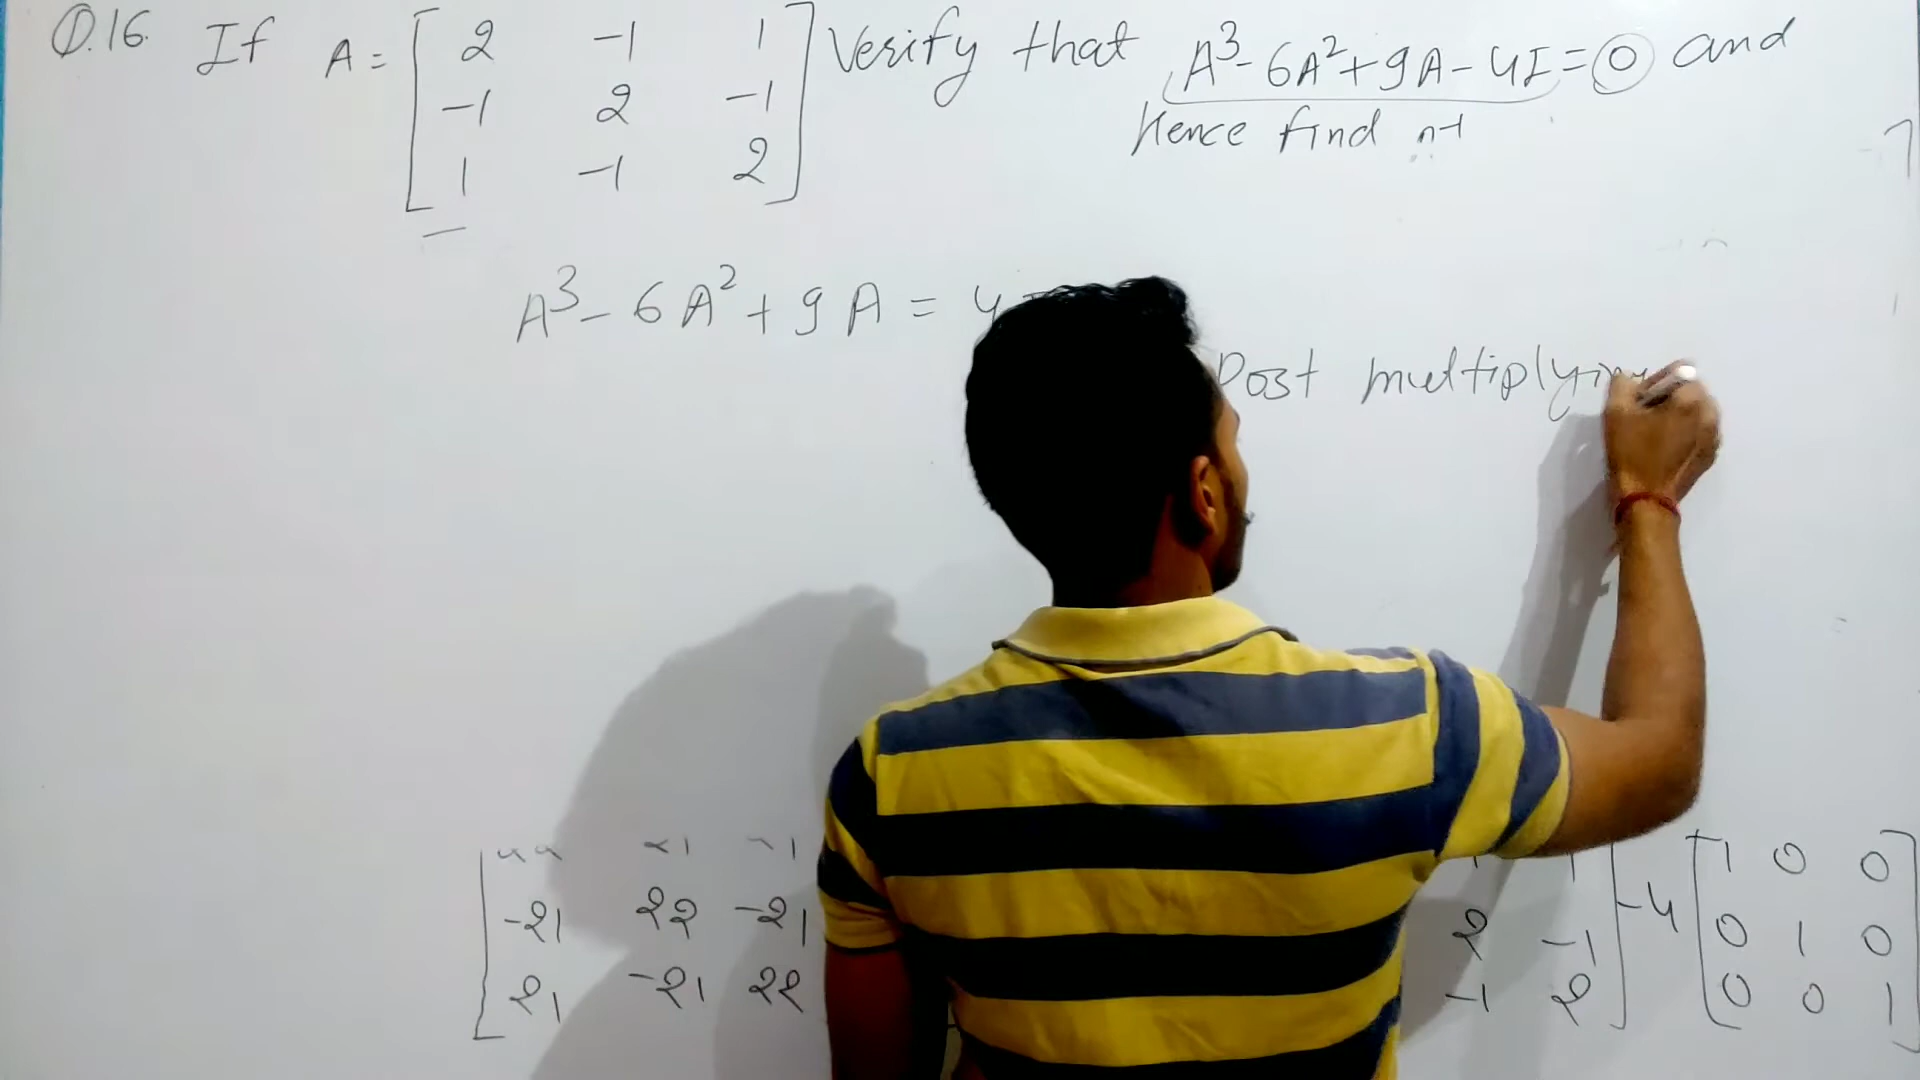 Q.16. If A = [ 2 -1 1 ] Verify that A³- 6A²+ 9A - 4I = 0 and
-1 2 -1
Hence find
1 -1 2
A³- 6A²+ 9A = 4
Post multiplying
1 0 0
-21 22 -21 2 -1 -4 0 1 0
21 -21 22 -1 2 0 0 1